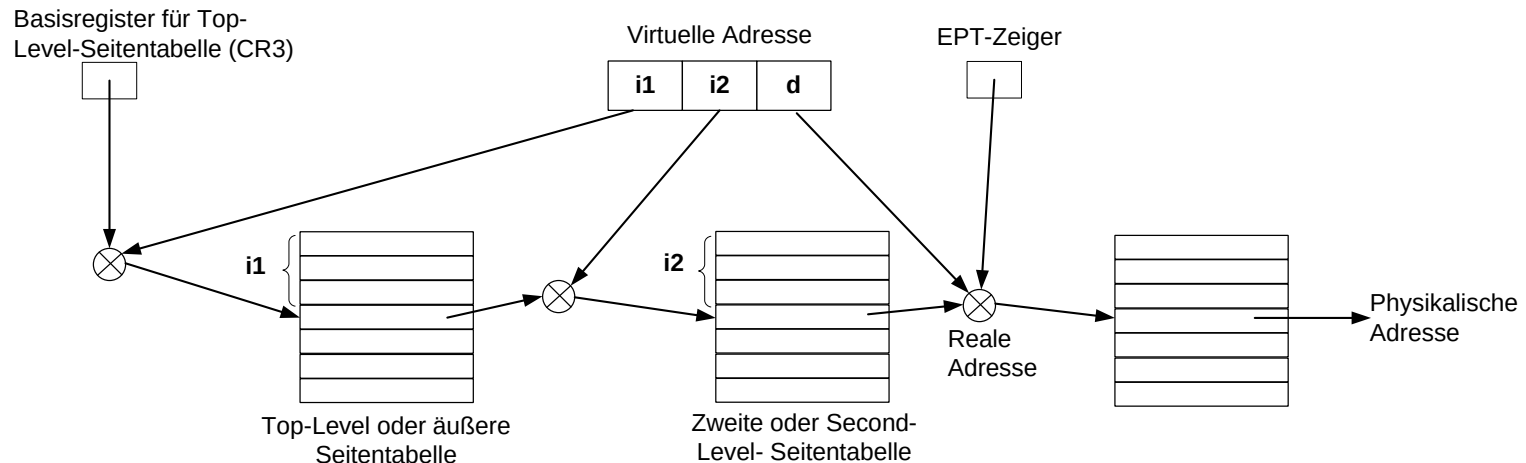 Basisregister für Top-
Level-Seitentabelle (CR3)
Virtuelle Adresse
EPT-Zeiger
i1 i2 d
i1
i2
Reale
Adresse
Physikalische
Adresse
Top-Level oder äußere
Seitentabelle
Zweite oder Second-
Level- Seitentabelle